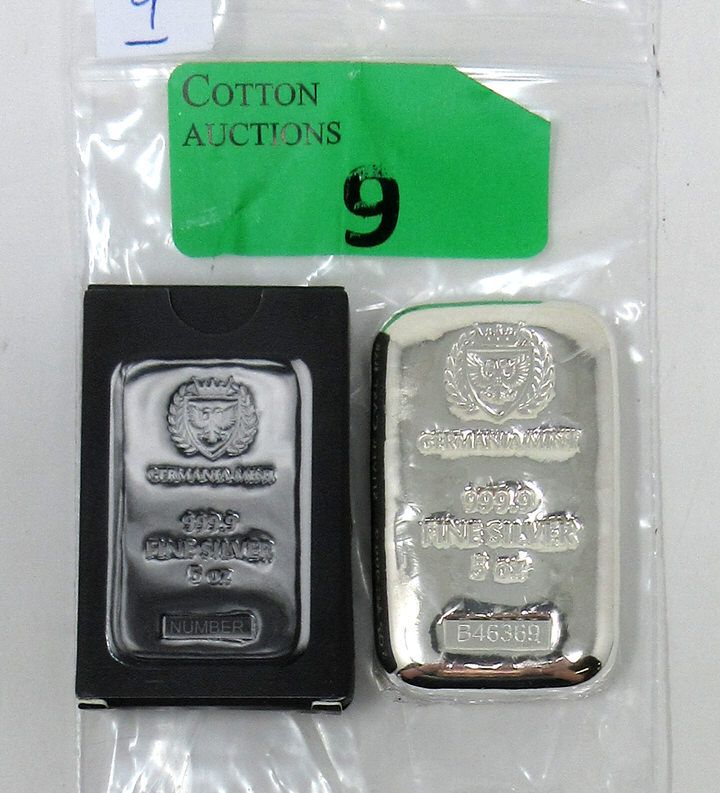 9
COTTON
AUCTIONS
9
GERMANIA MINT
999.9
FINE SILVER
5 oz
NUMBER
GERMANIA MINT
999.9
FINE SILVER
5 oz
B46369